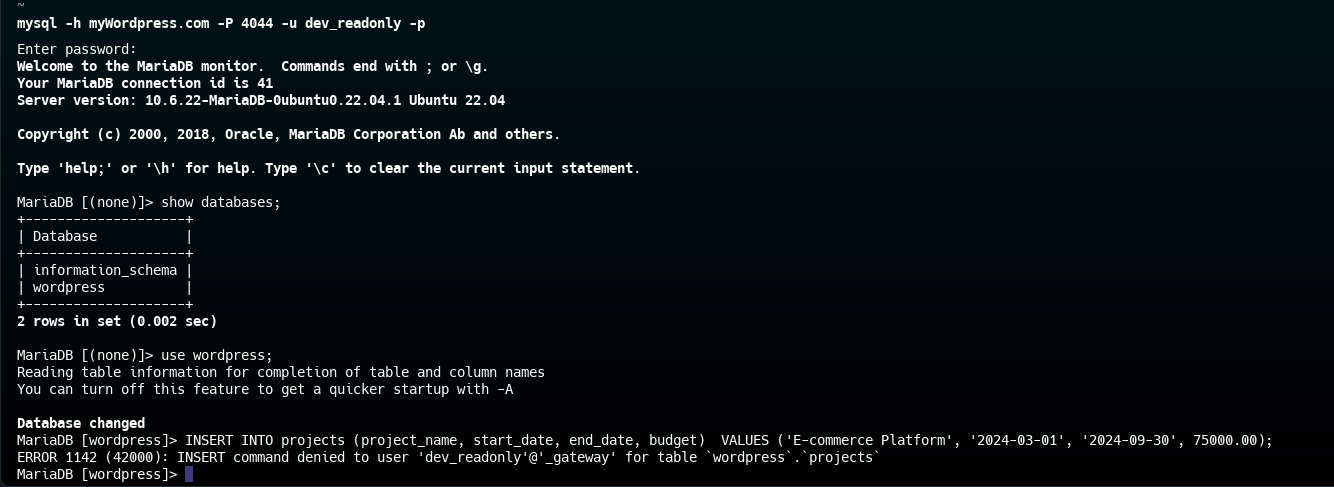 ~
mysql -h myWordpress.com -P 4044 -u dev_readonly -p
Enter password:
Welcome to the MariaDB monitor.  Commands end with ; or \g.
Your MariaDB connection id is 41
Server version: 10.6.22-MariaDB-0ubuntu0.22.04.1 Ubuntu 22.04
Copyright (c) 2000, 2018, Oracle, MariaDB Corporation Ab and others.
Type 'help;' or '\h' for help. Type '\c' to clear the current input statement.
MariaDB [(none)]> show databases;
+--------------------+
| Database           |
+--------------------+
| information_schema |
| wordpress          |
+--------------------+
2 rows in set (0.002 sec)
MariaDB [(none)]> use wordpress;
Reading table information for completion of table and column names
You can turn off this feature to get a quicker startup with -A
Database changed
MariaDB [wordpress]> INSERT INTO projects (project_name, start_date, end_date, budget)  VALUES ('E-commerce Platform', '2024-03-01', '2024-09-30', 75000.00);
ERROR 1142 (42000): INSERT command denied to user 'dev_readonly'@'_gateway' for table `wordpress`.`projects`
MariaDB [wordpress]>